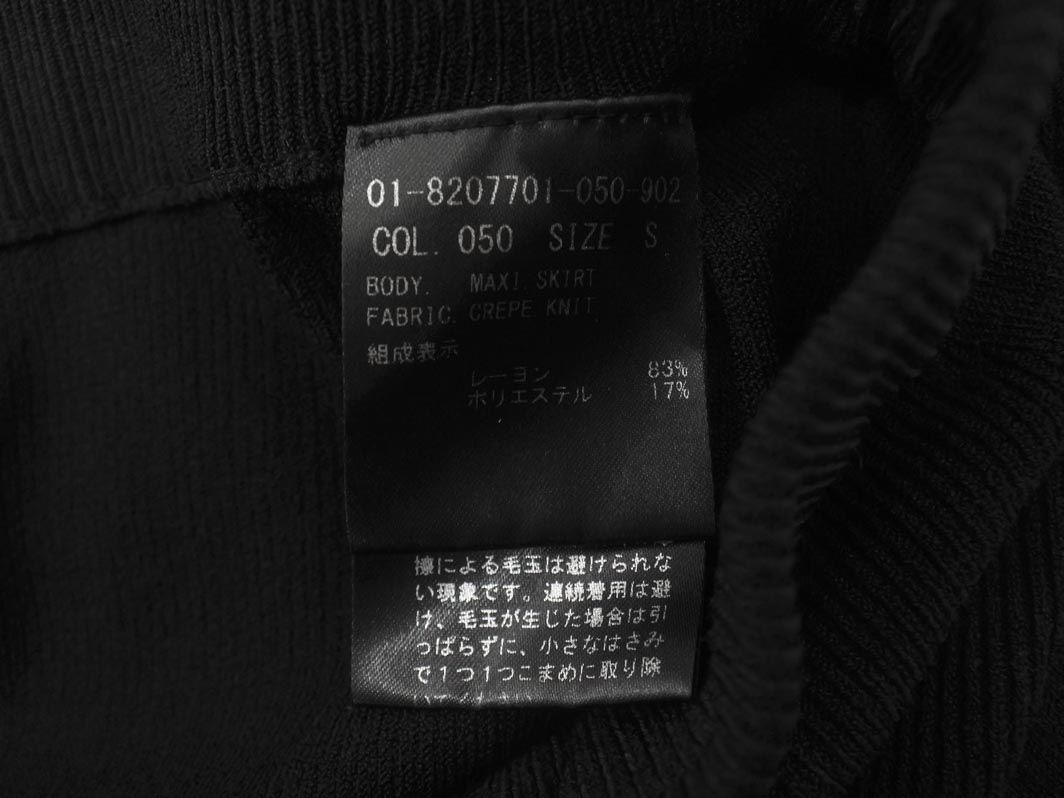 01-8207701-050-902
COL. 050 SIZE S
BODY. MAXI SKIRT
FABRIC. CREPE KNIT
組成表示
レーヨン 83%
ポリエステル 17%
擦による毛玉は避けられな
い現象です。連続着用は避
け、毛玉が生じた場合は引
っぱらずに、小さなはさみ
で1つ1つこまめに取り除